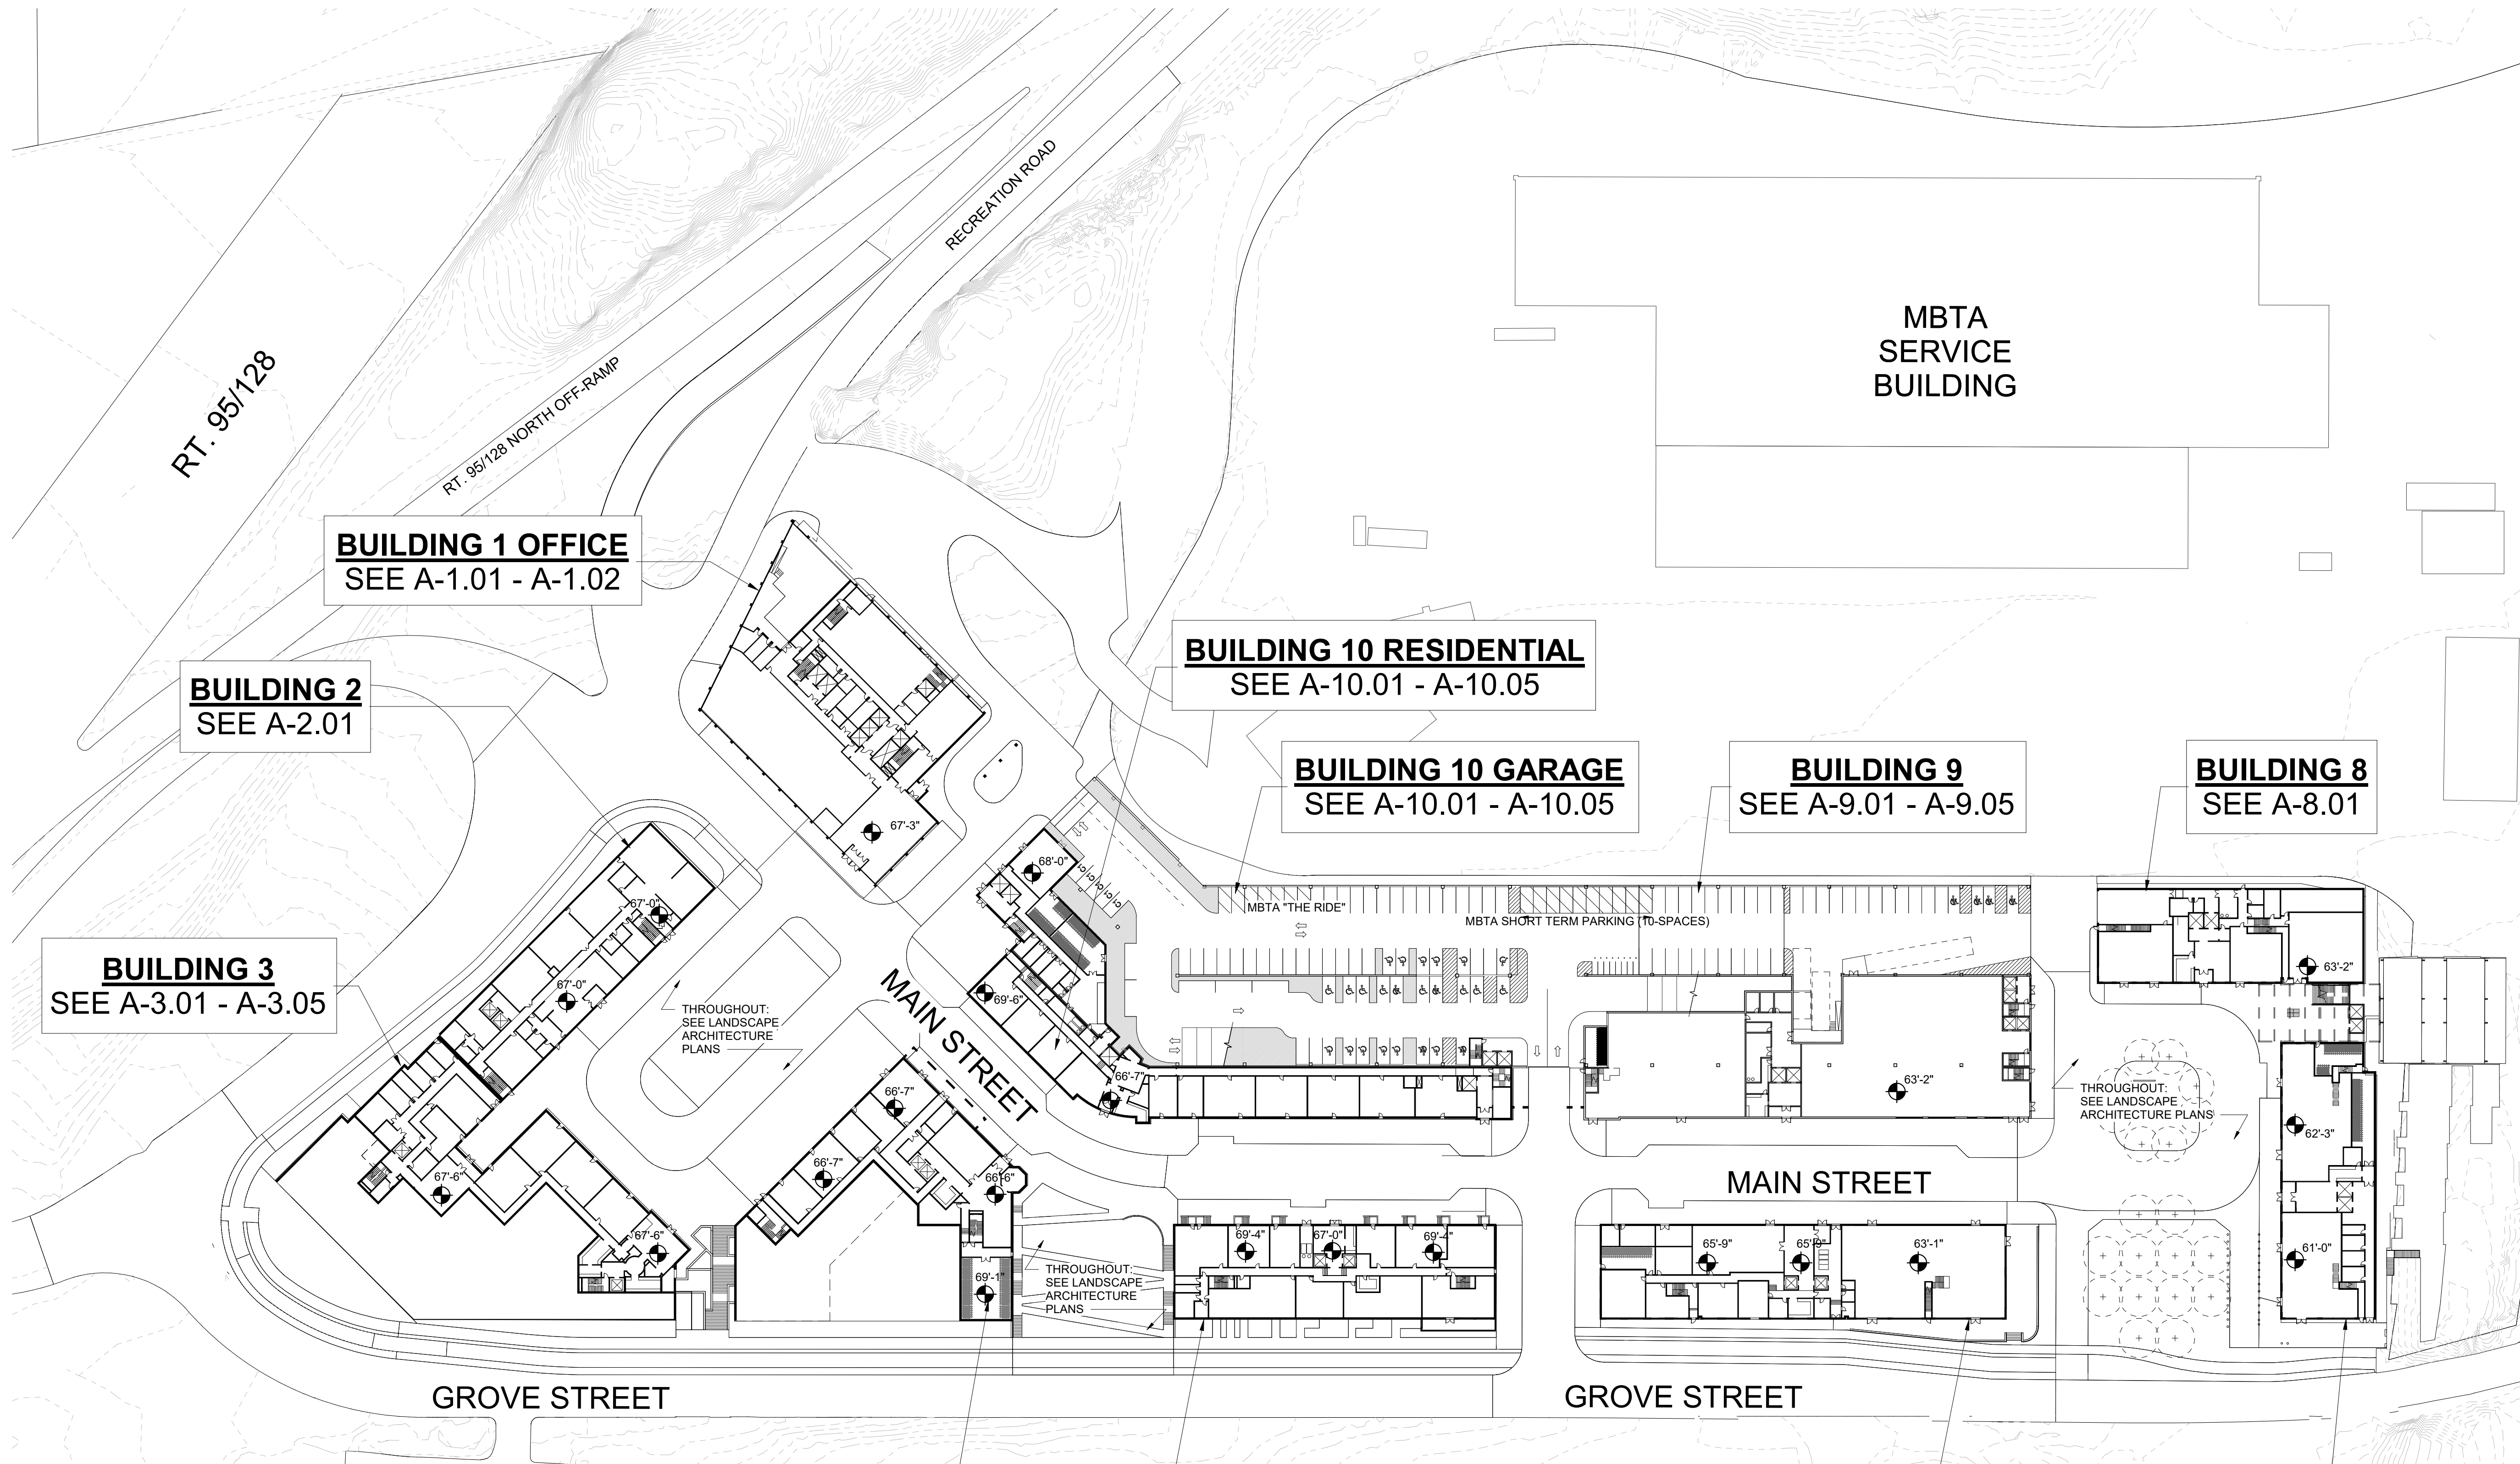 RECREATION ROAD
MBTA
SERVICE
BUILDING
RT. 95/128
RT. 95/128 NORTH OFF-RAMP
BUILDING 1 OFFICE
SEE A-1.01 - A-1.02
BUILDING 10 RESIDENTIAL
SEE A-10.01 - A-10.05
BUILDING 2
SEE A-2.01
BUILDING 10 GARAGE
SEE A-10.01 - A-10.05
BUILDING 9
SEE A-9.01 - A-9.05
BUILDING 8
SEE A-8.01
67'-3"
68'-0"
MBTA "THE RIDE"
MBTA SHORT TERM PARKING (10-SPACES)
67'-0"
BUILDING 3
SEE A-3.01 - A-3.05
67'-0"
69'-6"
63'-2"
THROUGHOUT:
SEE LANDSCAPE
ARCHITECTURE
PLANS
MAIN STREET
66'-7"
66'-7"
63'-2"
THROUGHOUT:
SEE LANDSCAPE
ARCHITECTURE PLANS
62'-3"
67'-6"
66'-7"
66'-6"
MAIN STREET
67'-6"
69'-4"
67'-0"
69'-4"
65'-9"
65'-9"
63'-1"
61'-0"
69'-1"
THROUGHOUT:
SEE LANDSCAPE
ARCHITECTURE
PLANS
GROVE STREET
GROVE STREET